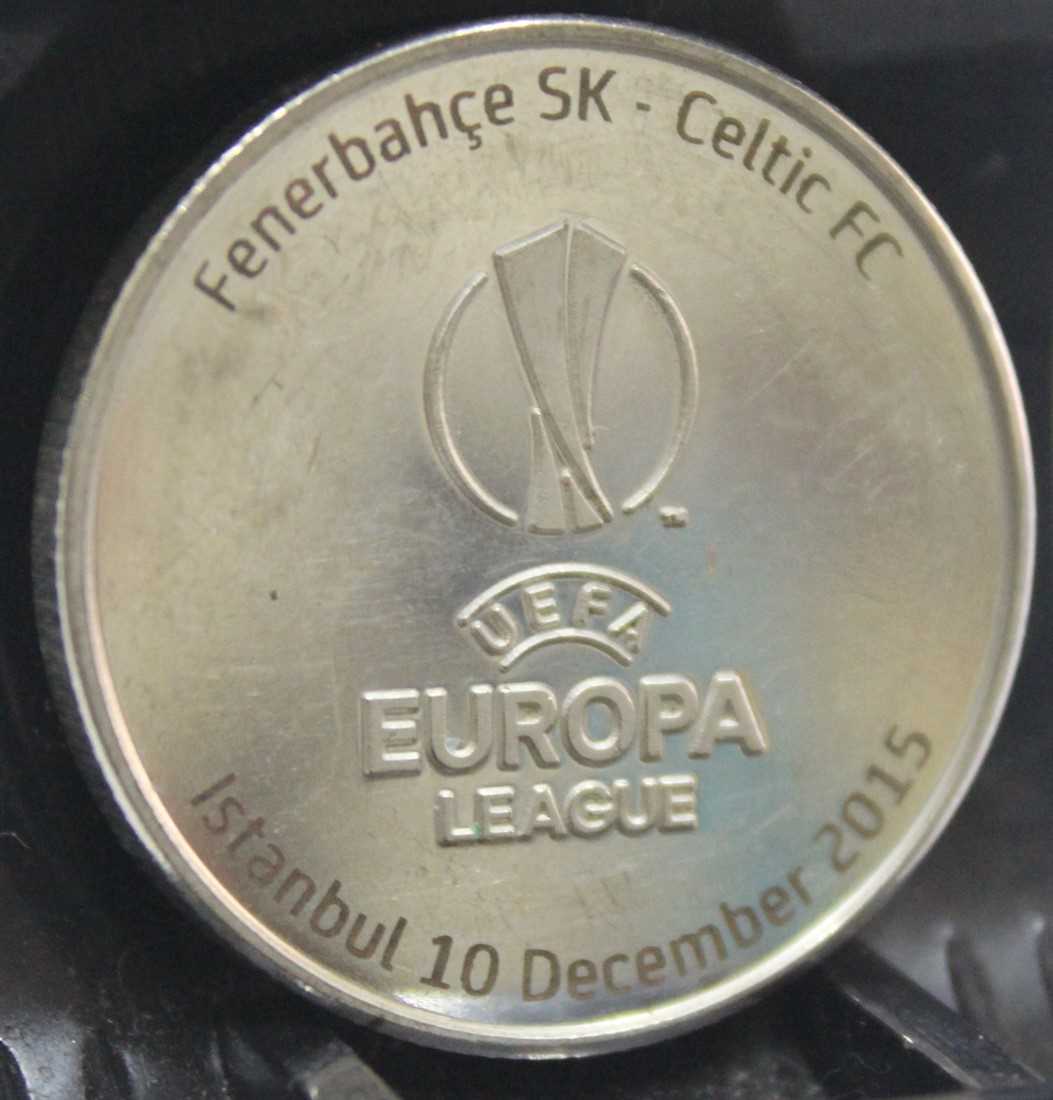 Fenerbahçe SK - Celtic FC
UEFA
EUROPA
LEAGUE
Istanbul 10 December 2015